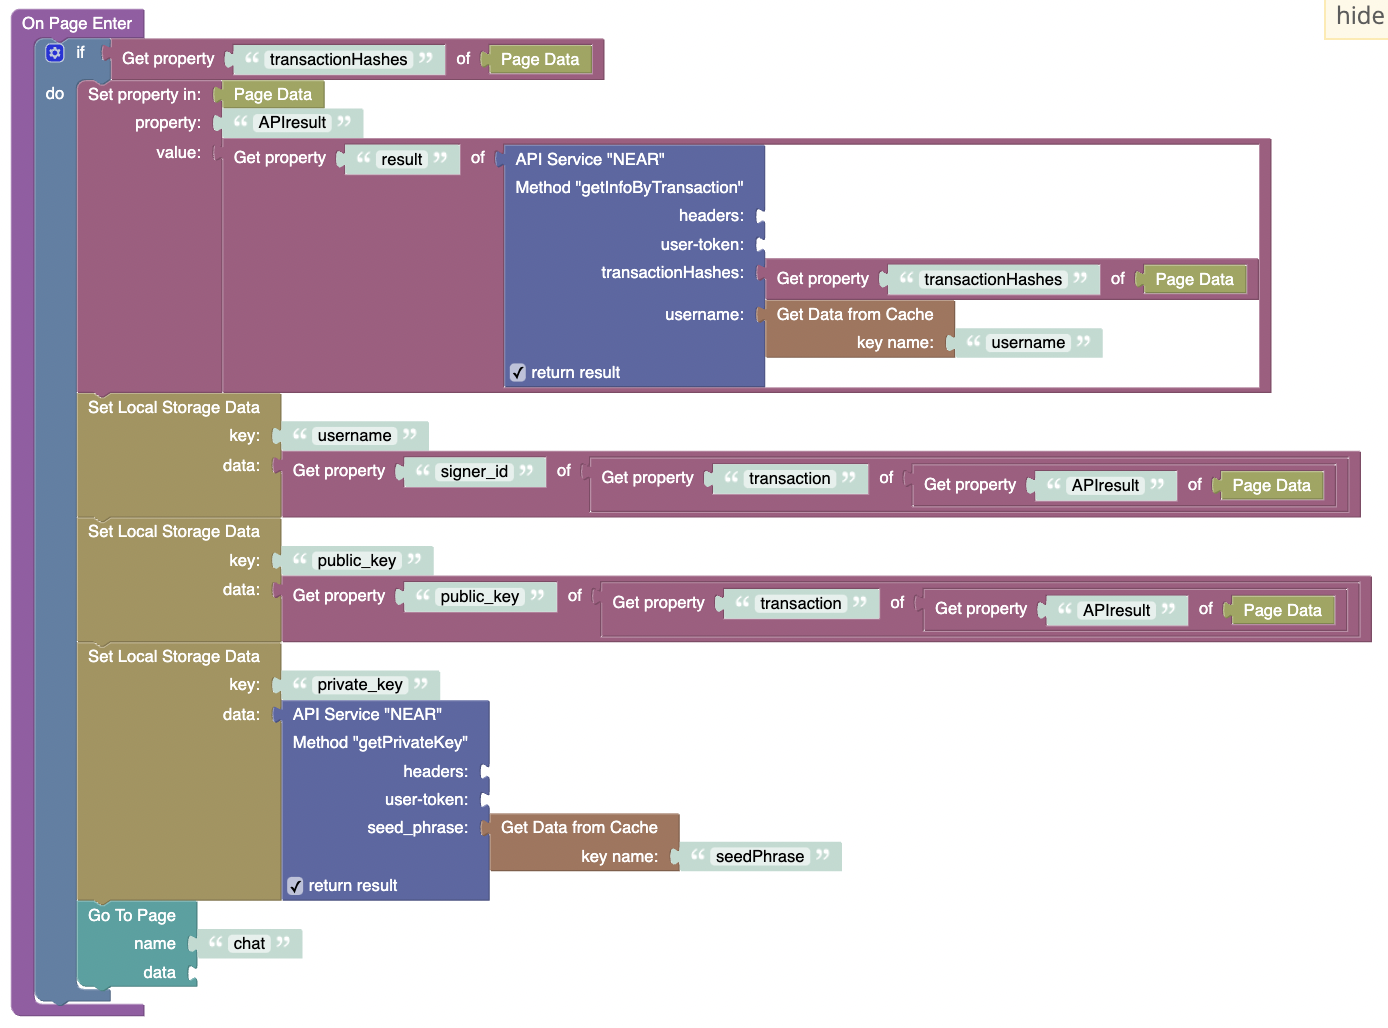 hide
On Page Enter
if Get property “ transactionHashes ” of Page Data
do Set property in: Page Data
property: “ APIresult ”
value: Get property “ result ” of API Service "NEAR"
Method "getInfoByTransaction"
headers:
user-token:
transactionHashes: Get property “ transactionHashes ” of Page Data
username: Get Data from Cache
key name: “ username ”
return result
Set Local Storage Data
key: “ username ”
data: Get property “ signer_id ” of Get property “ transaction ” of Get property “ APIresult ” of Page Data
Set Local Storage Data
key: “ public_key ”
data: Get property “ public_key ” of Get property “ transaction ” of Get property “ APIresult ” of Page Data
Set Local Storage Data
key: “ private_key ”
data: API Service "NEAR"
Method "getPrivateKey"
headers:
user-token:
seed_phrase: Get Data from Cache
key name: “ seedPhrase ”
return result
Go To Page
name “ chat ”
data